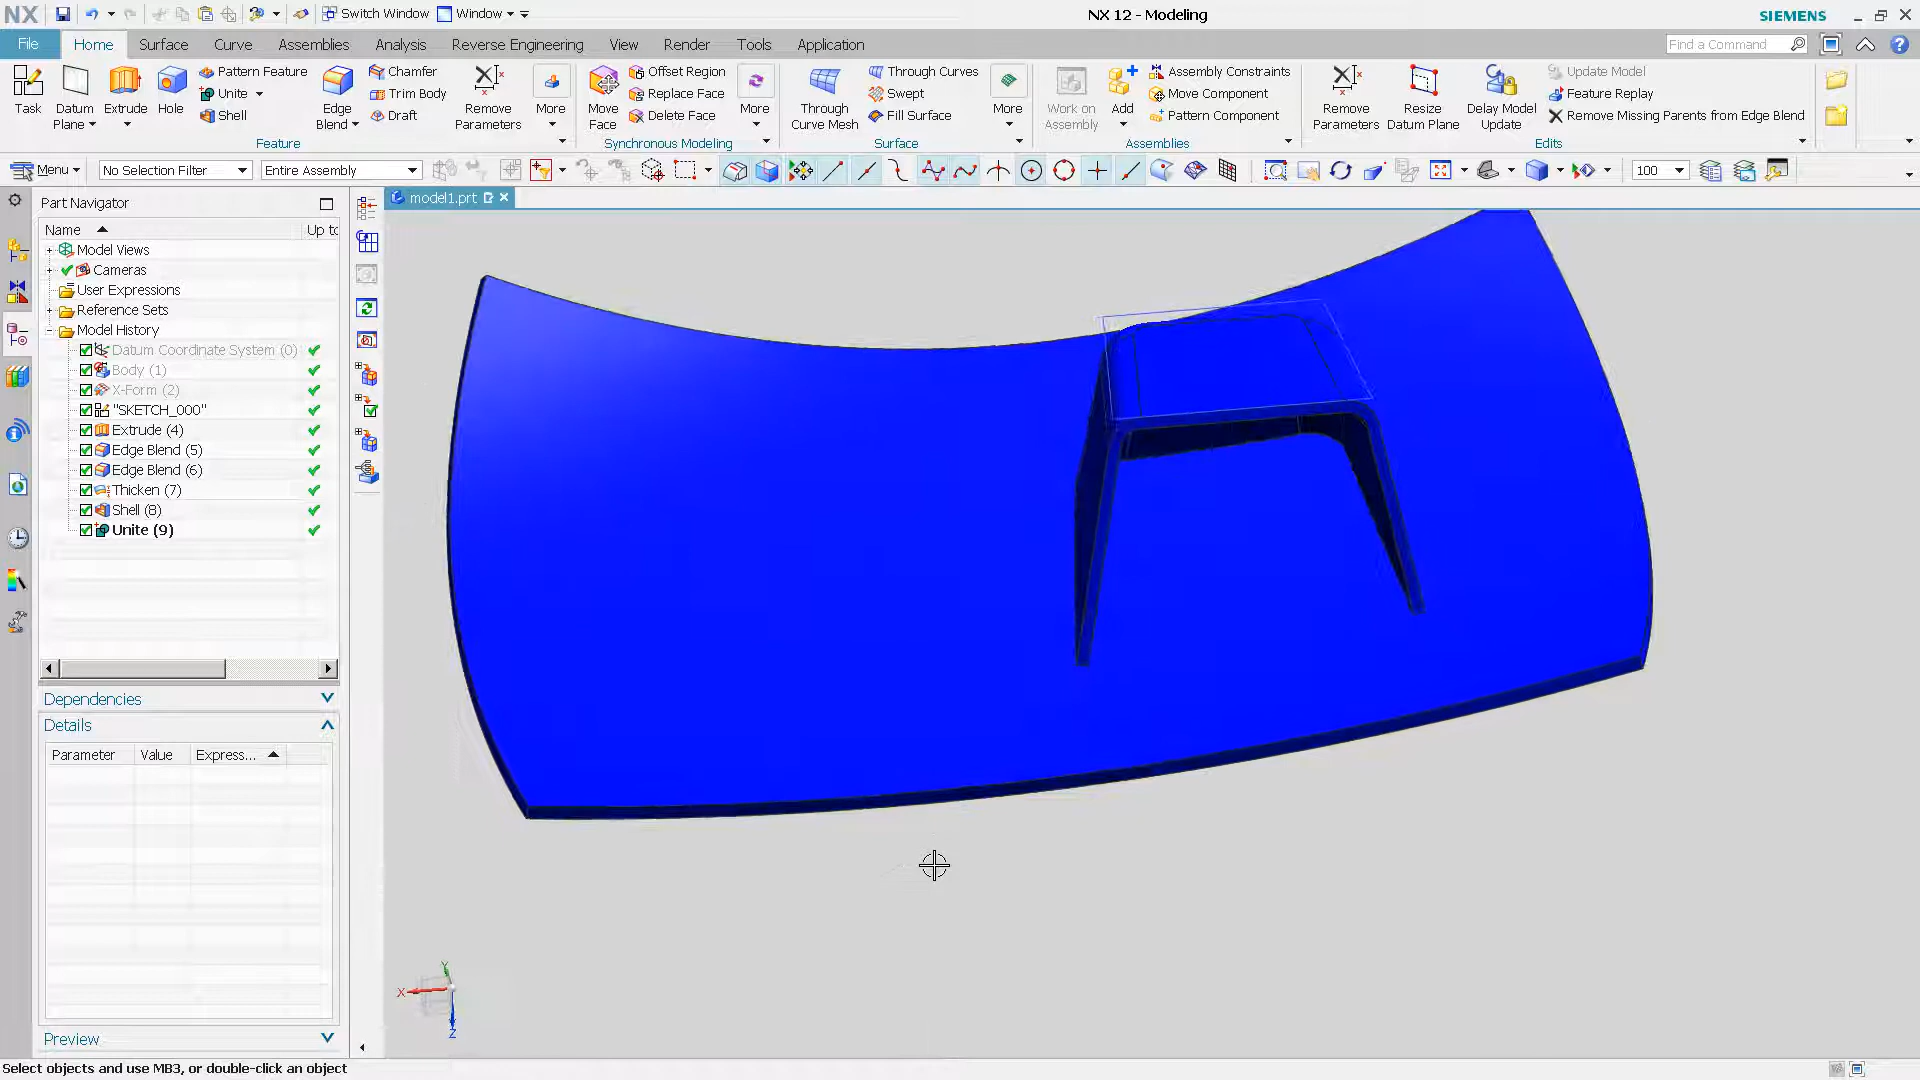 NX Switch Window Window NX 12 - Modeling SIEMENS
File Home Surface Curve Assemblies Analysis Reverse Engineering View Render Tools Application Find a Command
Task
Datum Plane
Extrude
Hole
Pattern Feature
Unite
Shell
Edge Blend
Chamfer
Trim Body
Draft
Remove Parameters
More
Feature
Move Face
Offset Region
Replace Face
Delete Face
More
Synchronous Modeling
Through Curve Mesh
Through Curves
Swept
Fill Surface
More
Surface
Work on Assembly
Add
Assembly Constraints
Move Component
Pattern Component
Assemblies
Remove Parameters
Resize Datum Plane
Delay Model Update
Update Model
Feature Replay
Remove Missing Parents from Edge Blend
Edits
Menu No Selection Filter Entire Assembly 100
Part Navigator
model1.prt
Name Up to
Model Views
Cameras
User Expressions
Reference Sets
Model History
Datum Coordinate System (0)
Body (1)
X-Form (2)
"SKETCH_000"
Extrude (4)
Edge Blend (5)
Edge Blend (6)
Thicken (7)
Shell (8)
Unite (9)
Dependencies
Details
Parameter Value Express...
Preview
Y
X
Z
Select objects and use MB3, or double-click an object